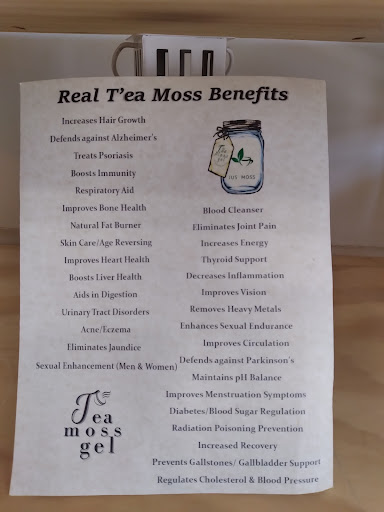 Real T'ea Moss Benefits
Increases Hair Growth
Defends against Alzheimer's
Treats Psoriasis
Boosts Immunity
Respiratory Aid
Improves Bone Health
Natural Fat Burner
Skin Care/Age Reversing
Improves Heart Health
Boosts Liver Health
Aids in Digestion
Urinary Tract Disorders
Acne/Eczema
Eliminates Jaundice
Sexual Enhancement (Men & Women)
Tea
moss
gel
MOSS
Blood Cleanser
Eliminates Joint Pain
Increases Energy
Thyroid Support
Decreases Inflammation
Improves Vision
Removes Heavy Metals
Enhances Sexual Endurance
Improves Circulation
Defends against Parkinson's
Maintains pH Balance
Improves Menstruation Symptoms
Diabetes/Blood Sugar Regulation
Radiation Poisoning Prevention
Increased Recovery
Prevents Gallstones/ Gallbladder Support
Regulates Cholesterol & Blood Pressure